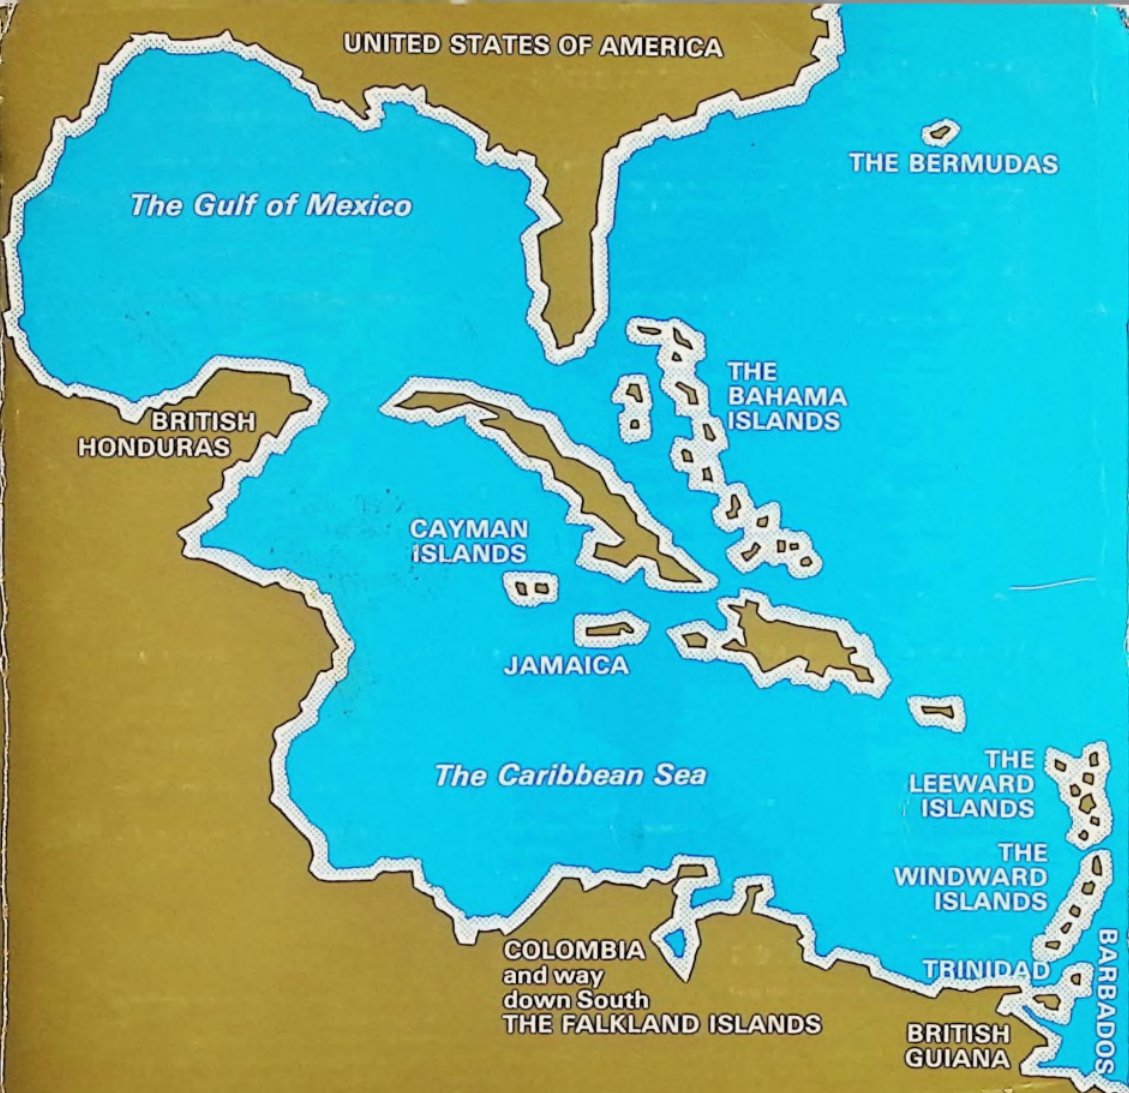 UNITED STATES OF AMERICA
THE BERMUDAS
The Gulf of Mexico
THE
BAHAMA
ISLANDS
BRITISH
HONDURAS
CAYMAN
ISLANDS
JAMAICA
The Caribbean Sea
THE
LEEWARD
ISLANDS
THE
WINDWARD
ISLANDS
COLOMBIA
and way
down South
THE FALKLAND ISLANDS
TRINIDAD
BARBADOS
BRITISH
GUIANA